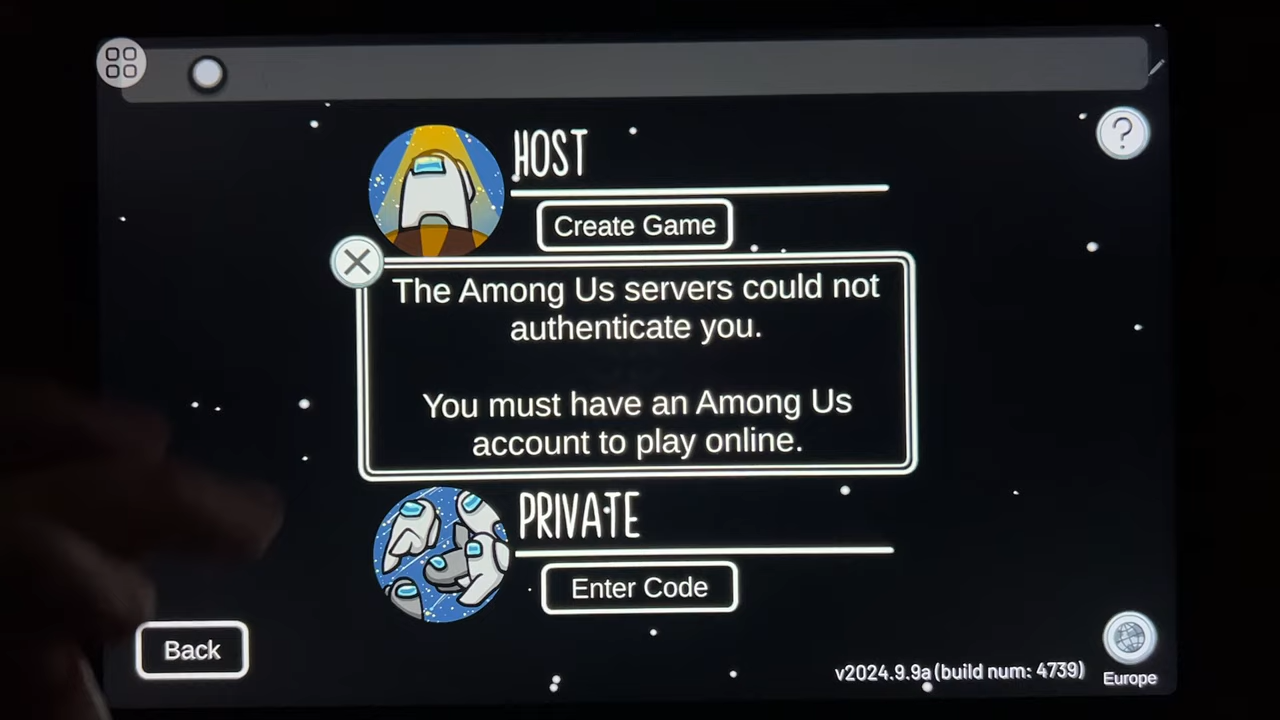 HOST
Create Game
The Among Us servers could not
authenticate you.
You must have an Among Us
account to play online.
PRIVATE
Enter Code
Back
v2024.9.9a (build num: 4739)
Europe
?